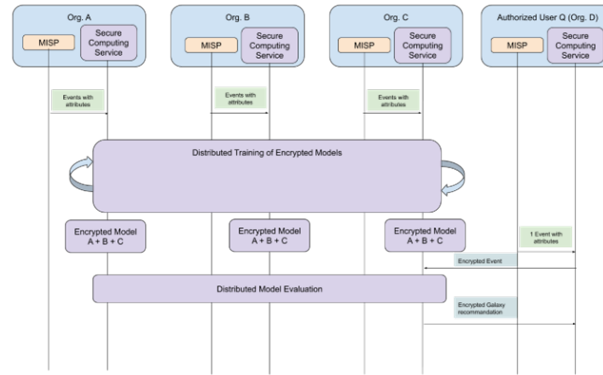 Org. A
Org. B
Org. C
Authorized User Q (Org. D)
MISP
Secure
Computing
Service
MISP
Secure
Computing
Service
MISP
Secure
Computing
Service
MISP
Secure
Computing
Service
Events with
attributes
Events with
attributes
Events with
attributes
Distributed Training of Encrypted Models
Encrypted Model
A + B + C
Encrypted Model
A + B + C
Encrypted Model
A + B + C
1 Event with
attributes
Encrypted Event
Distributed Model Evaluation
Encrypted Galaxy
recommandation